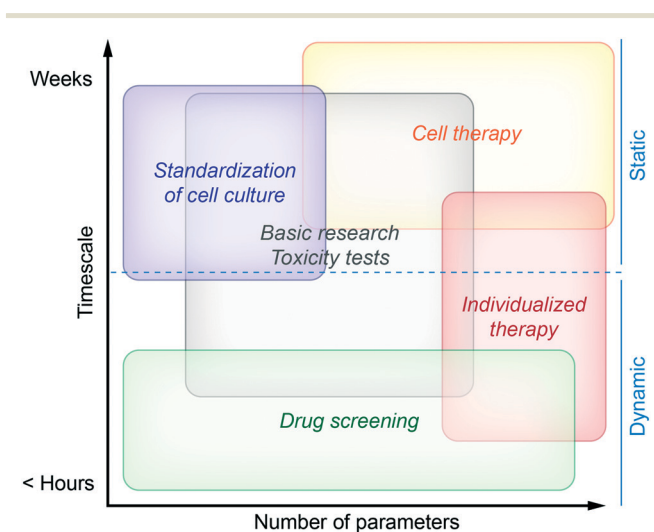 Weeks
Cell therapy
Standardization
of cell culture
Static
Basic research
Toxicity tests
Timescale
Individualized
therapy
Dynamic
Drug screening
< Hours
Number of parameters